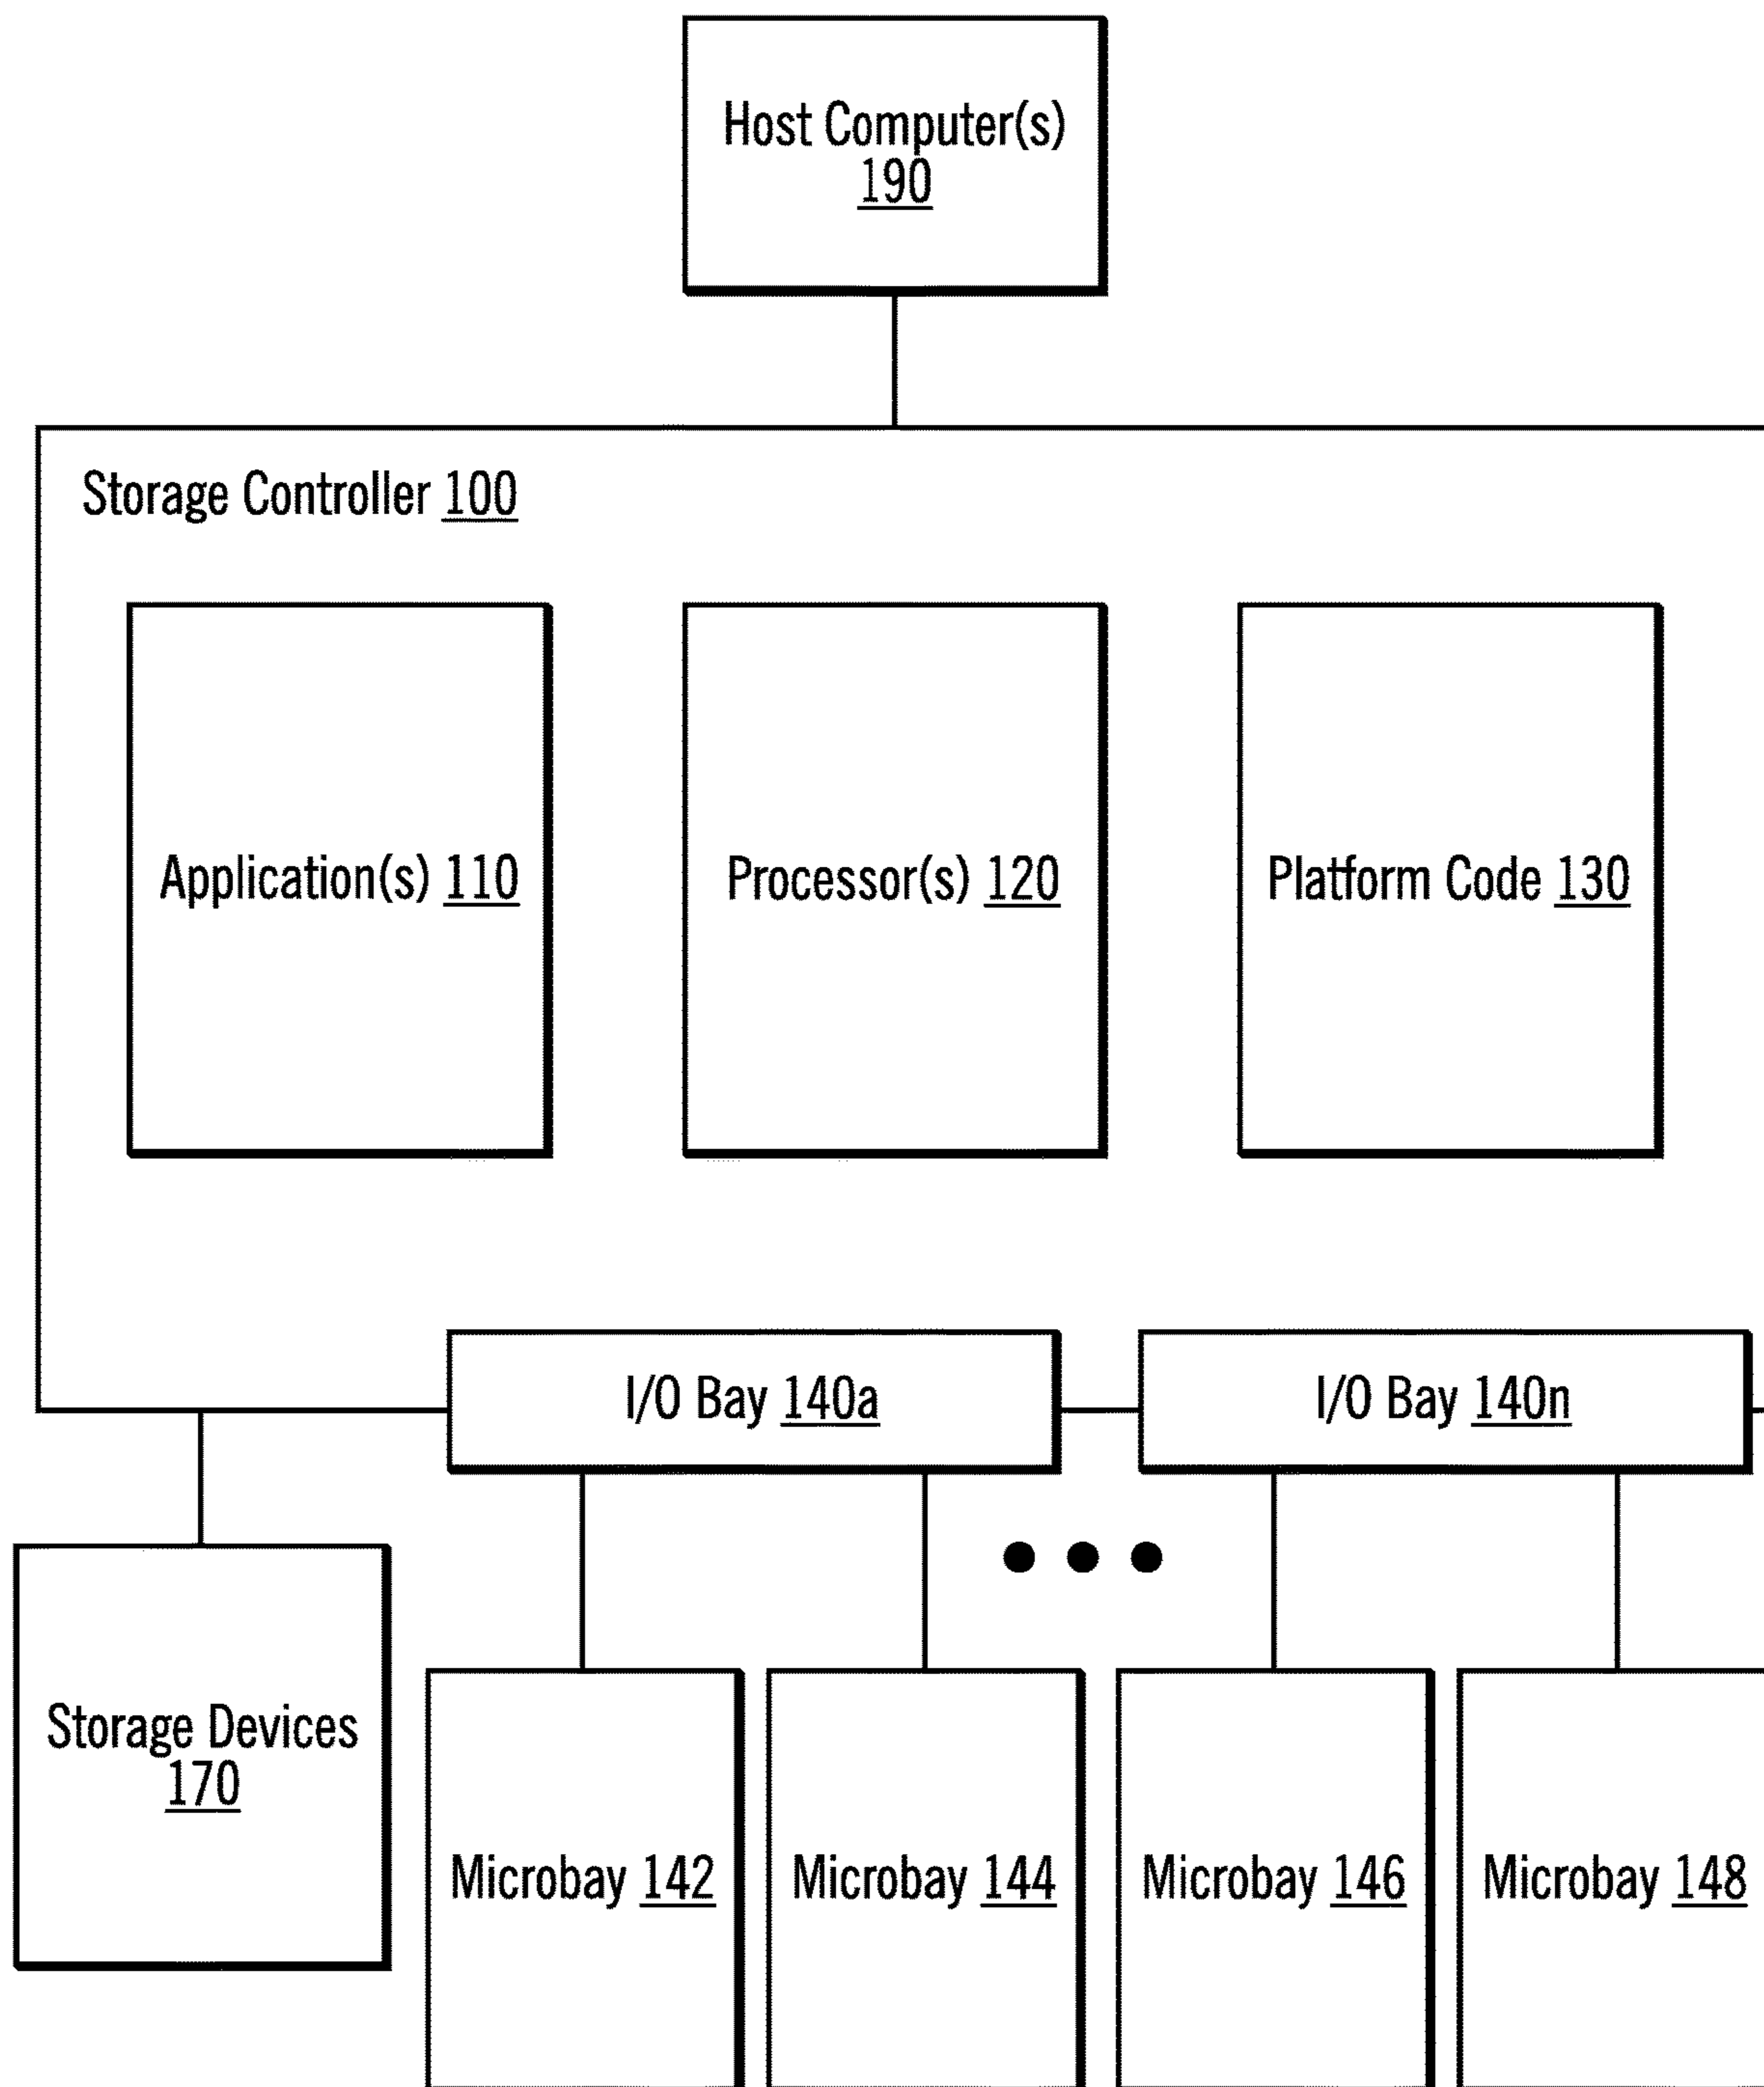 Host Computer(s)
190
Storage Controller 100
Application(s) 110
Processor(s) 120
Platform Code 130
I/O Bay 140a
I/O Bay 140n
Storage Devices
170
Microbay 142
Microbay 144
Microbay 146
Microbay 148